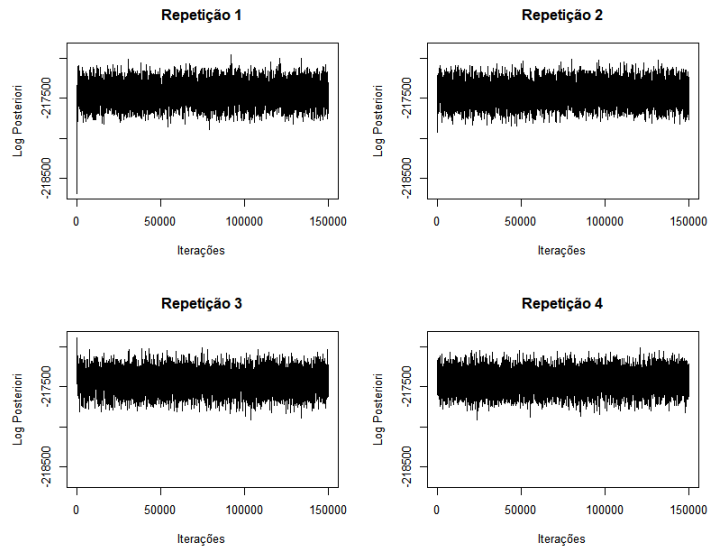 Repetição 1
Log Posteriori
-217500
-218500
0 50000 100000 150000
Iterações
Repetição 2
Log Posteriori
-217500
-218500
0 50000 100000 150000
Iterações
Repetição 3
Log Posteriori
-217500
-218500
0 50000 100000 150000
Iterações
Repetição 4
Log Posteriori
-217500
-218500
0 50000 100000 150000
Iterações